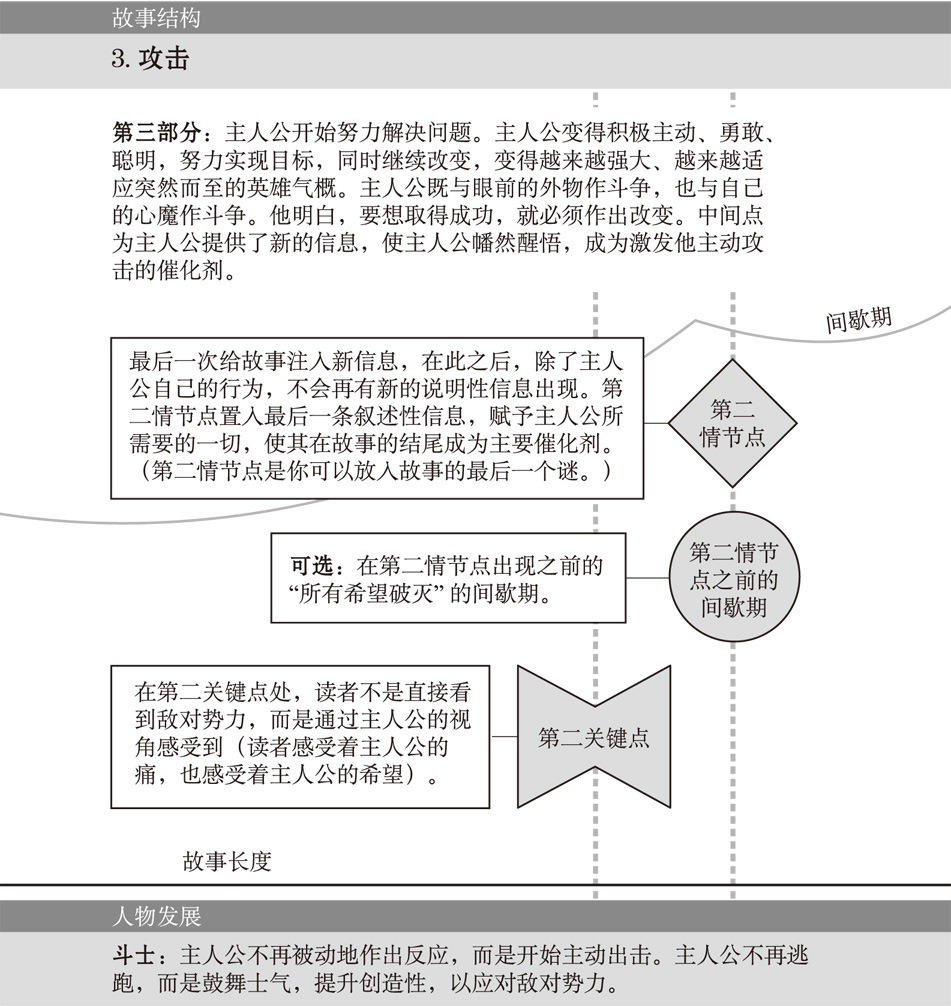 故事结构
3. 攻击
第三部分：主人公开始努力解决问题。主人公变得积极主动、勇敢、
聪明，努力实现目标，同时继续改变，变得越来越强大、越来越适
应突然而至的英雄气概。主人公既与眼前的外物作斗争，也与自己
的心魔作斗争。他明白，要想取得成功，就必须作出改变。中间点
为主人公提供了新的信息，使主人公幡然醒悟，成为激发他主动攻
击的催化剂。
间歇期
最后一次给故事注入新信息，在此之后，除了主人
公自己的行为，不会再有新的说明性信息出现。第
二情节点置入最后一条叙述性信息，赋予主人公所
需要的一切，使其在故事的结尾成为主要催化剂。
（第二情节点是你可以放入故事的最后一个谜。）
第二
情节点
可选：在第二情节点出现之前的
“所有希望破灭”的间歇期。
第二情节
点之前的
间歇期
在第二关键点处，读者不是直接看
到敌对势力，而是通过主人公的视
角感受到（读者感受着主人公的
痛，也感受着主人公的希望）。
第二关键点
故事长度
人物发展
斗士：主人公不再被动地作出反应，而是开始主动出击。主人公不再逃
跑，而是鼓舞士气，提升创造性，以应对敌对势力。